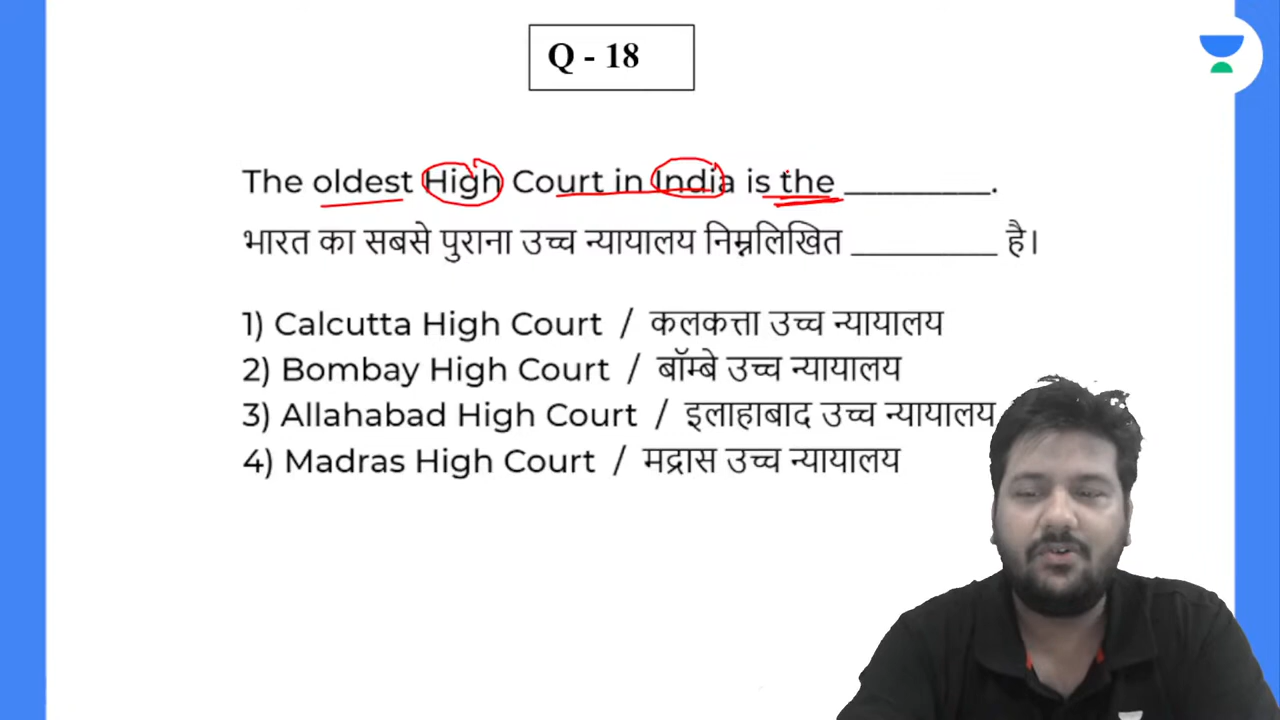 Q - 18
The oldest High Court in India is the _________.
भारत का सबसे पुराना उच्च न्यायालय निम्नलिखित _________ है।
1) Calcutta High Court / कलकत्ता उच्च न्यायालय
2) Bombay High Court / बॉम्बे उच्च न्यायालय
3) Allahabad High Court / इलाहाबाद उच्च न्यायालय
4) Madras High Court / मद्रास उच्च न्यायालय